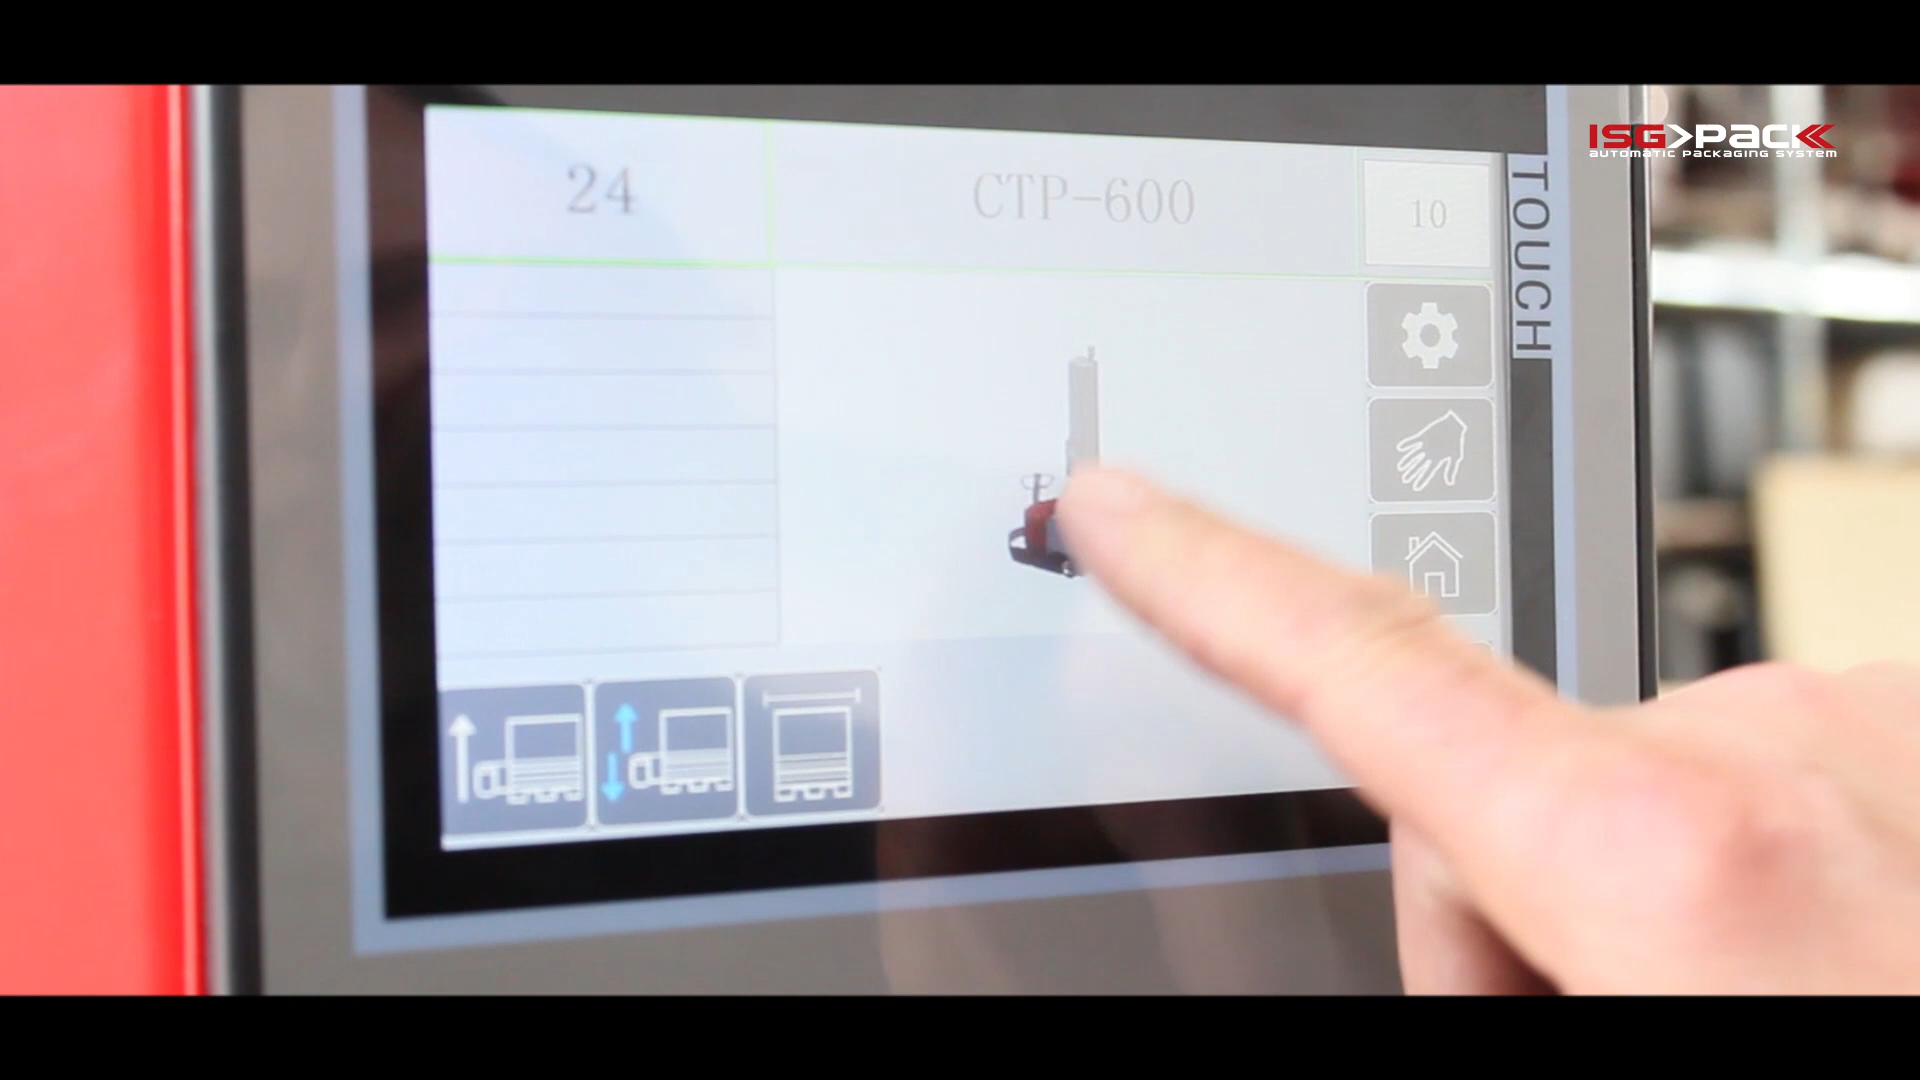 24
CTP-600
10
TOUCH
ISG>PACK
AUTOMATIC PACKAGING SYSTEM